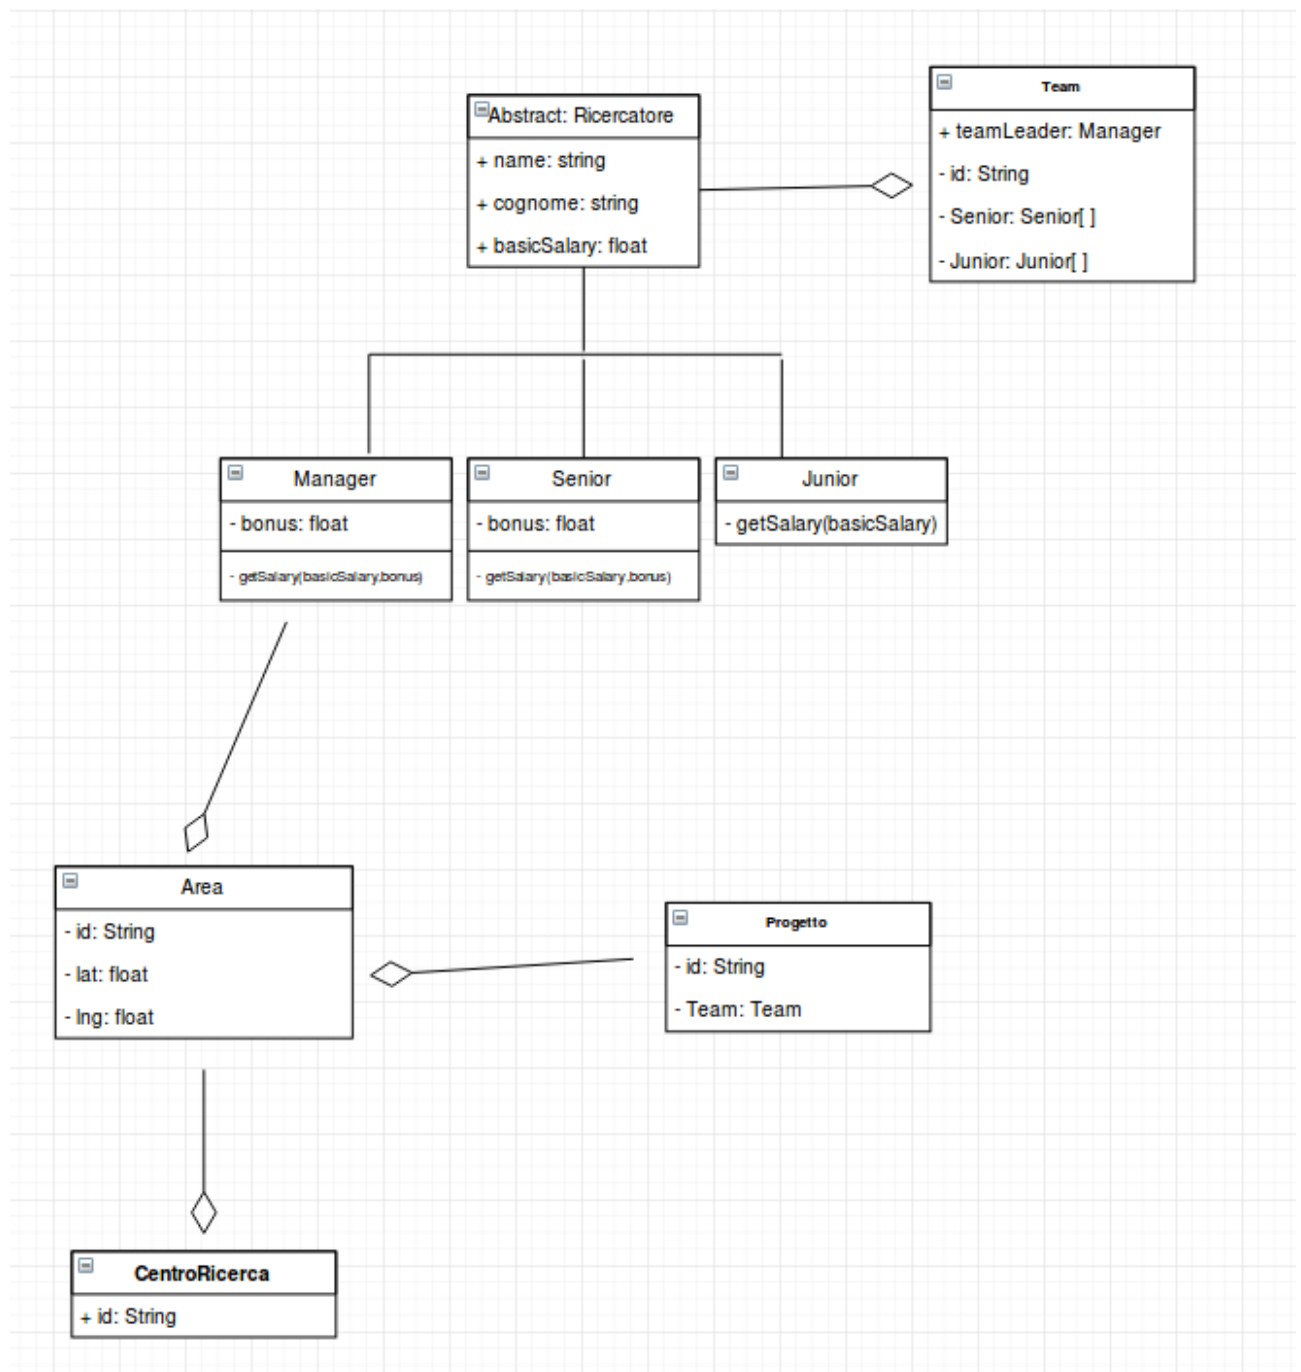 Abstract: Ricercatore
+ name: string
+ cognome: string
+ basicSalary: float
Team
+ teamLeader: Manager
- id: String
- Senior: Senior[ ]
- Junior: Junior[ ]
Manager
- bonus: float
- getSalary(basicSalary,bonus)
Senior
- bonus: float
- getSalary(basicSalary,bonus)
Junior
- getSalary(basicSalary)
Area
- id: String
- lat: float
- lng: float
Progetto
- id: String
- Team: Team
CentroRicerca
+ id: String